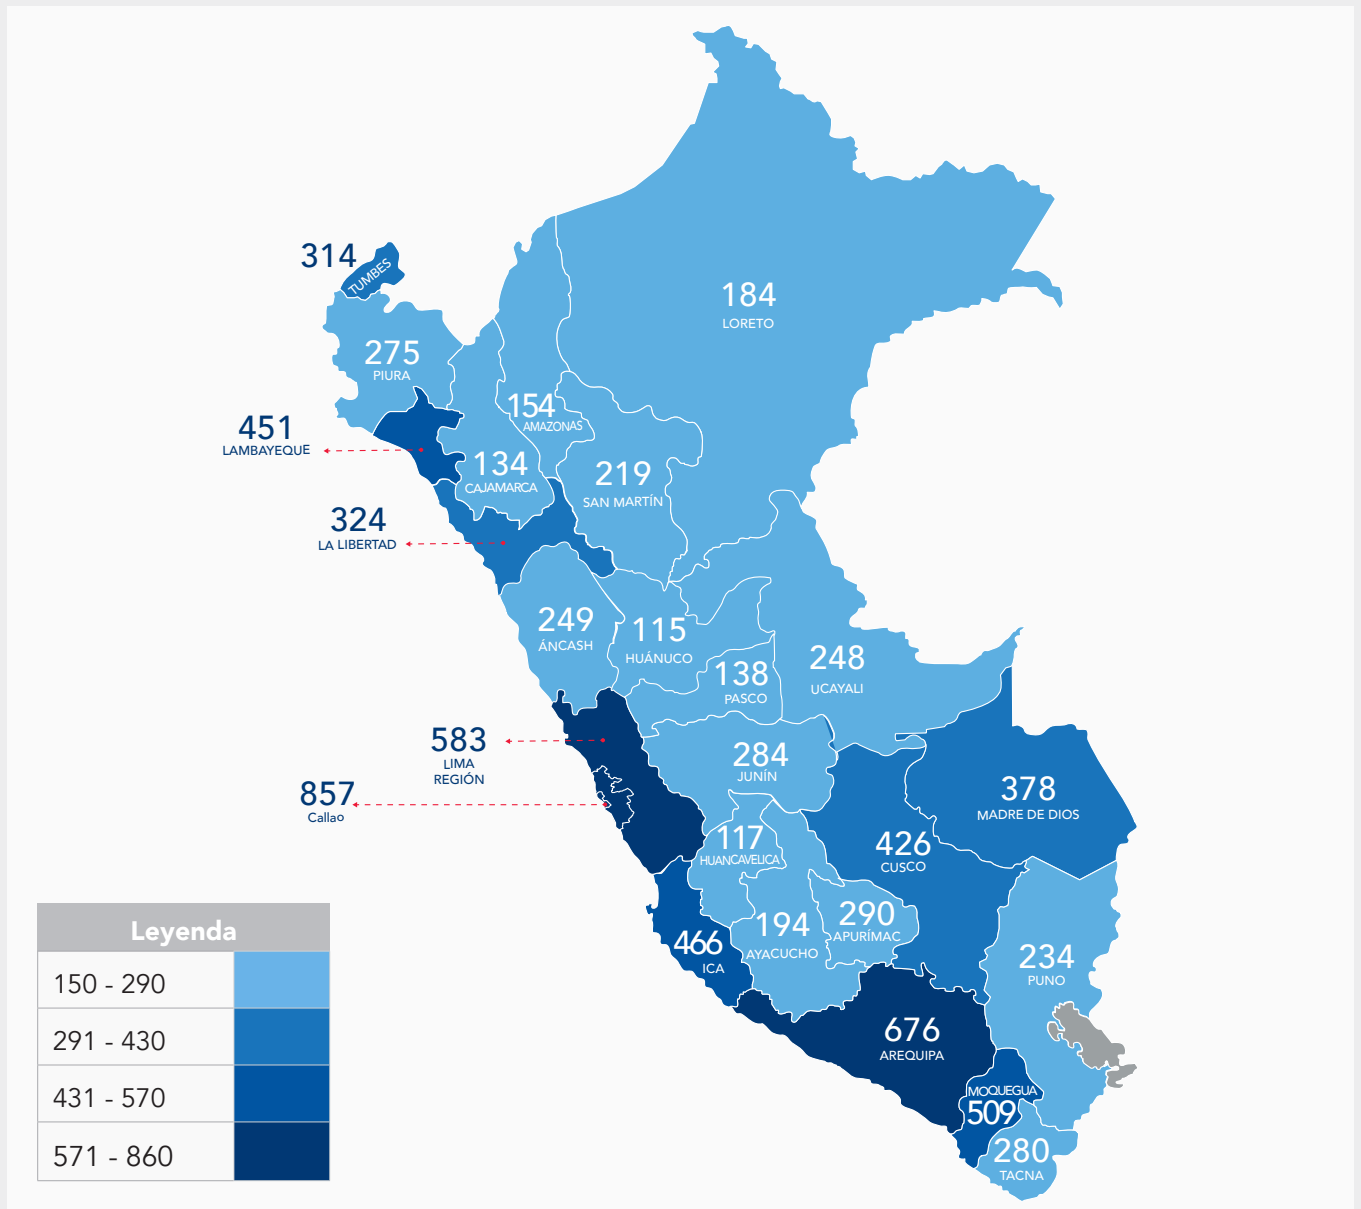 184
LORETO
314
TUMBES
275
PIURA
154
AMAZONAS
451
LAMBAYEQUE
134
CAJAMARCA
219
SAN MARTÍN
324
LA LIBERTAD
249
ÁNCASH
115
HUÁNUCO
138
PASCO
248
UCAYALI
583
LIMA
REGIÓN
284
JUNÍN
857
Callao
378
MADRE DE DIOS
117
HUANCAVELICA
426
CUSCO
290
APURÍMAC
194
AYACUCHO
466
ICA
234
PUNO
676
AREQUIPA
MOQUEGUA
509
280
TACNA
Leyenda
150 - 290
291 - 430
431 - 570
571 - 860